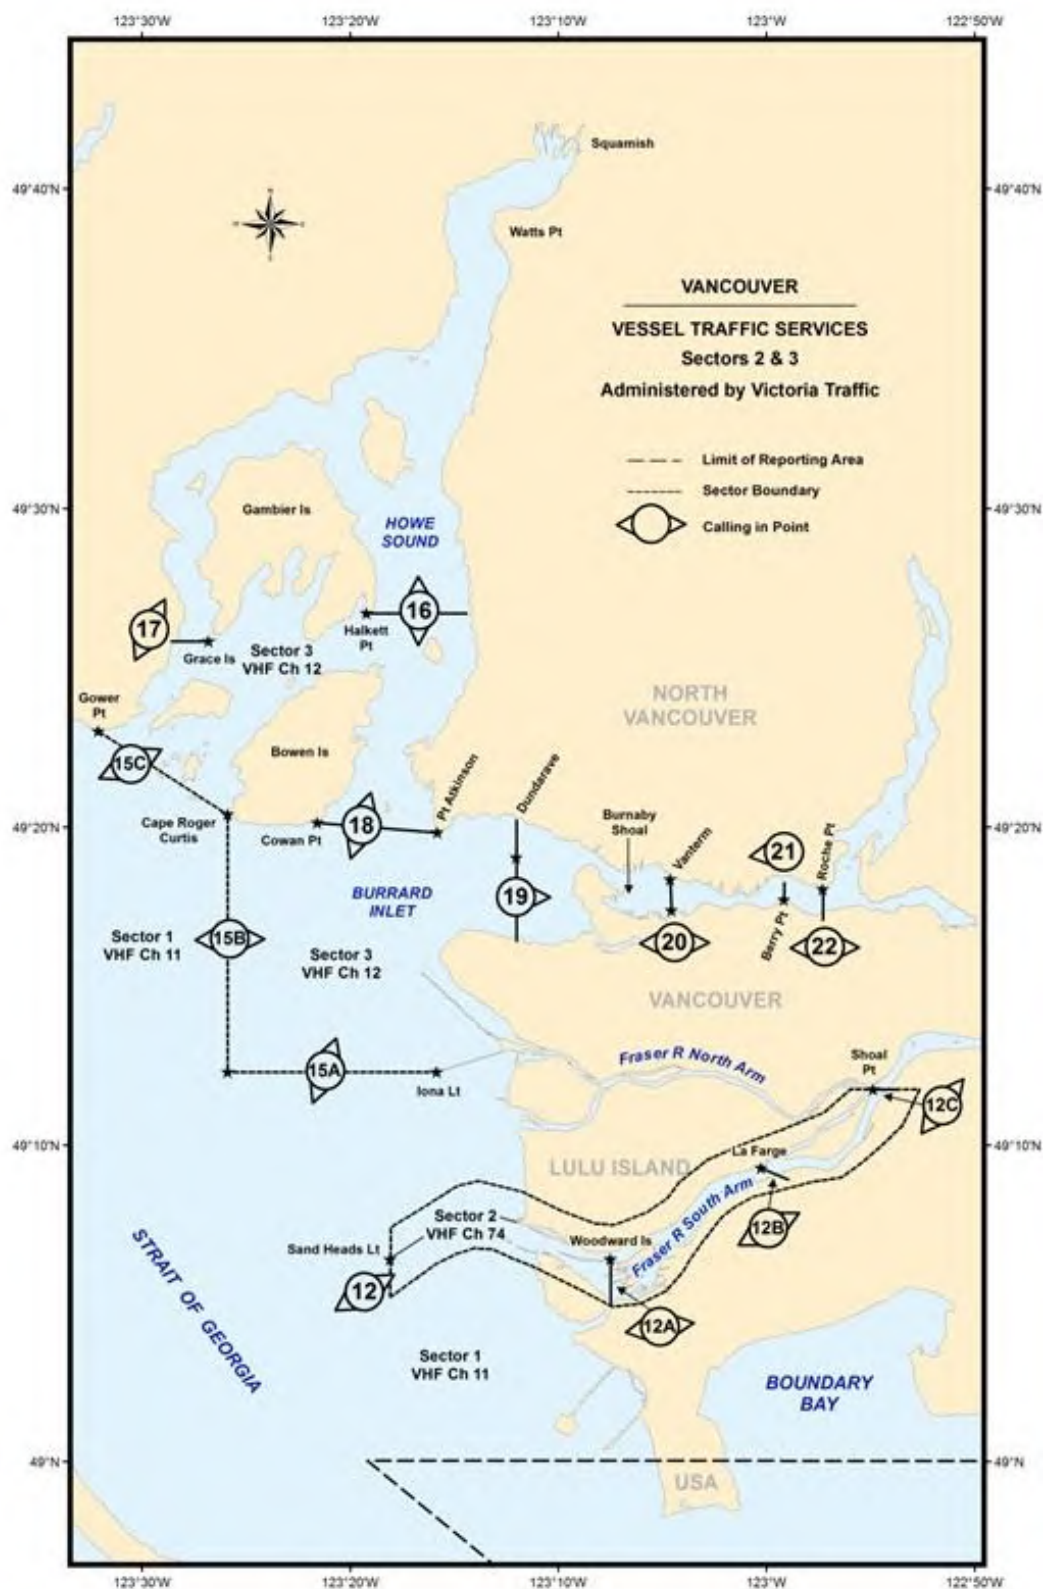 123°30'W
123°20'W
123°10'W
123°W
122°50'W
Squamish
49°40'N
49°40'N
Watts Pt
VANCOUVER
VESSEL TRAFFIC SERVICES
Sectors 2 & 3
Administered by Victoria Traffic
Limit of Reporting Area
Sector Boundary
Calling in Point
49°30'N
49°30'N
Gambier Is
HOWE
SOUND
16
17
Halkett
Pt
Grace Is
Sector 3
VHF Ch 12
Gower
Pt
NORTH
VANCOUVER
Bowen Is
15C
Pt Atkinson
Dundarave
49°20'N
49°20'N
Cape Roger
Curtis
Cowan Pt
18
Burnaby
Shoal
Vanterm
21
Roche Pt
BURRARD
INLET
19
Berry Pt
20
22
Sector 1
VHF Ch 11
15B
Sector 3
VHF Ch 12
VANCOUVER
Fraser R North Arm
Shoal
Pt
15A
Iona Lt
12C
49°10'N
49°10'N
LULU ISLAND
La Farge
Sector 2
VHF Ch 74
Fraser R South Arm
12B
Sand Heads Lt
Woodward Is
12
12A
STRAIT OF GEORGIA
Sector 1
VHF Ch 11
BOUNDARY
BAY
49°N
49°N
USA
123°30'W
123°20'W
123°10'W
123°W
122°50'W